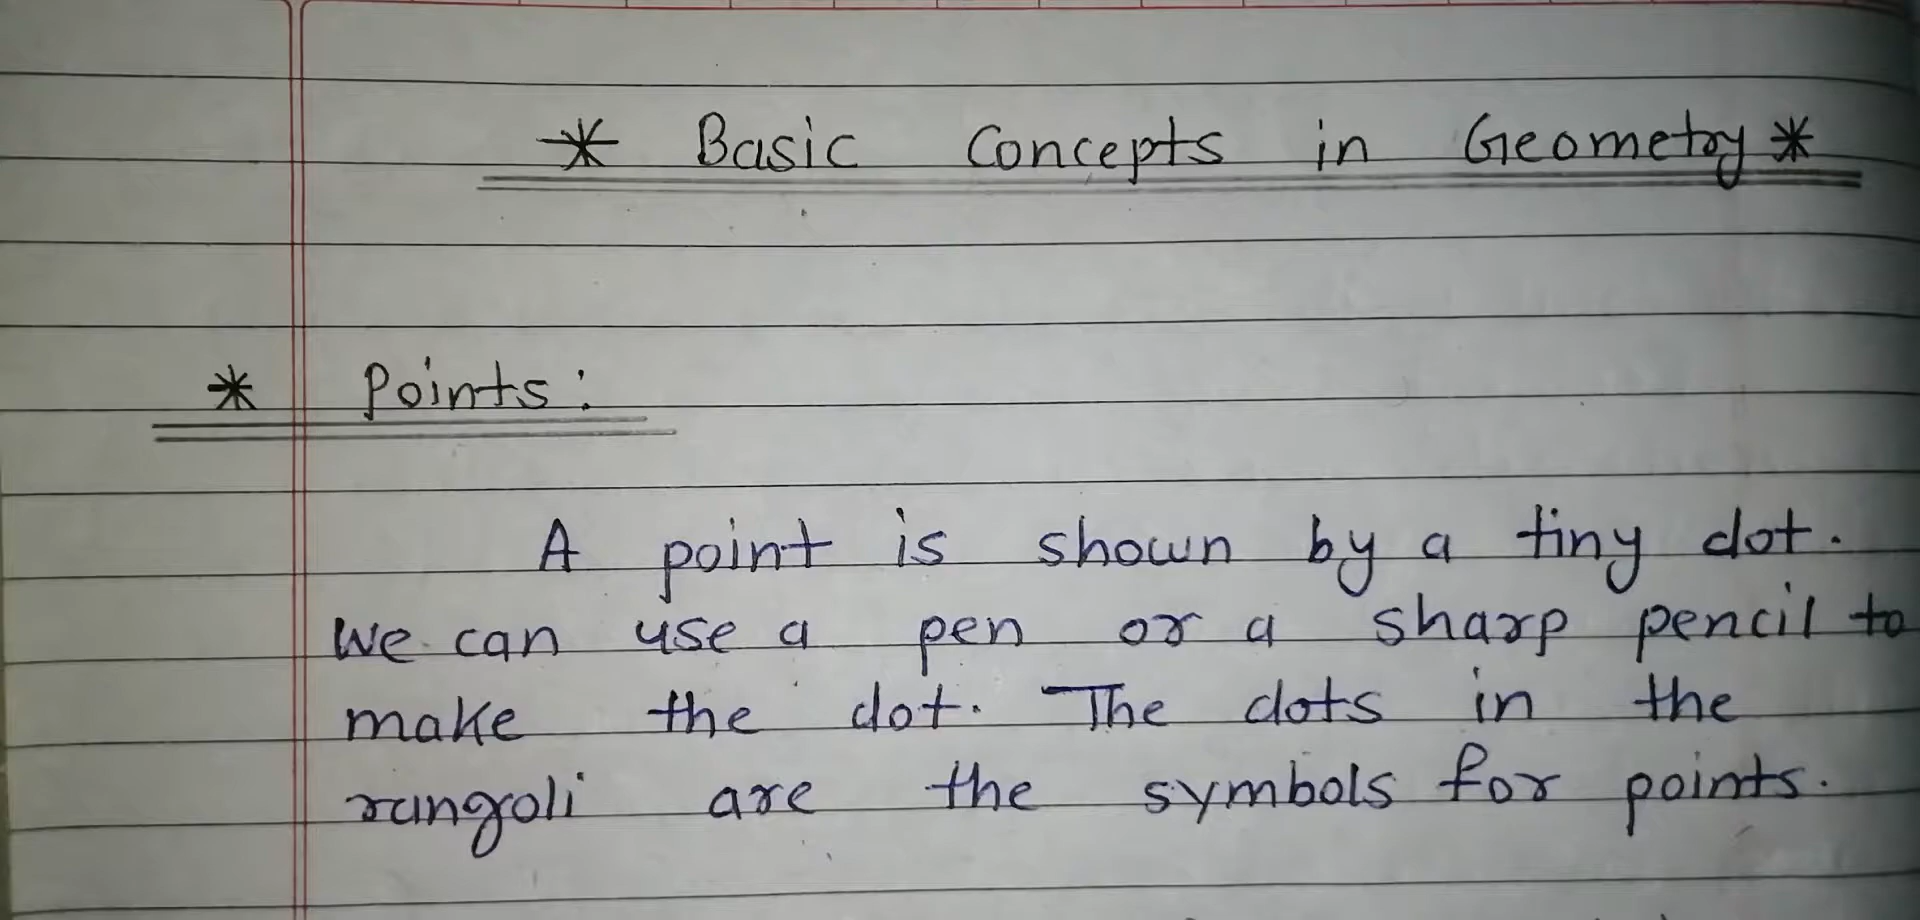 * Basic Concepts in Geometry *
* Points:
A point is shown by a tiny dot.
We can use a pen or a sharp pencil to
make the dot. The dots in the
rangoli are the symbols for points.